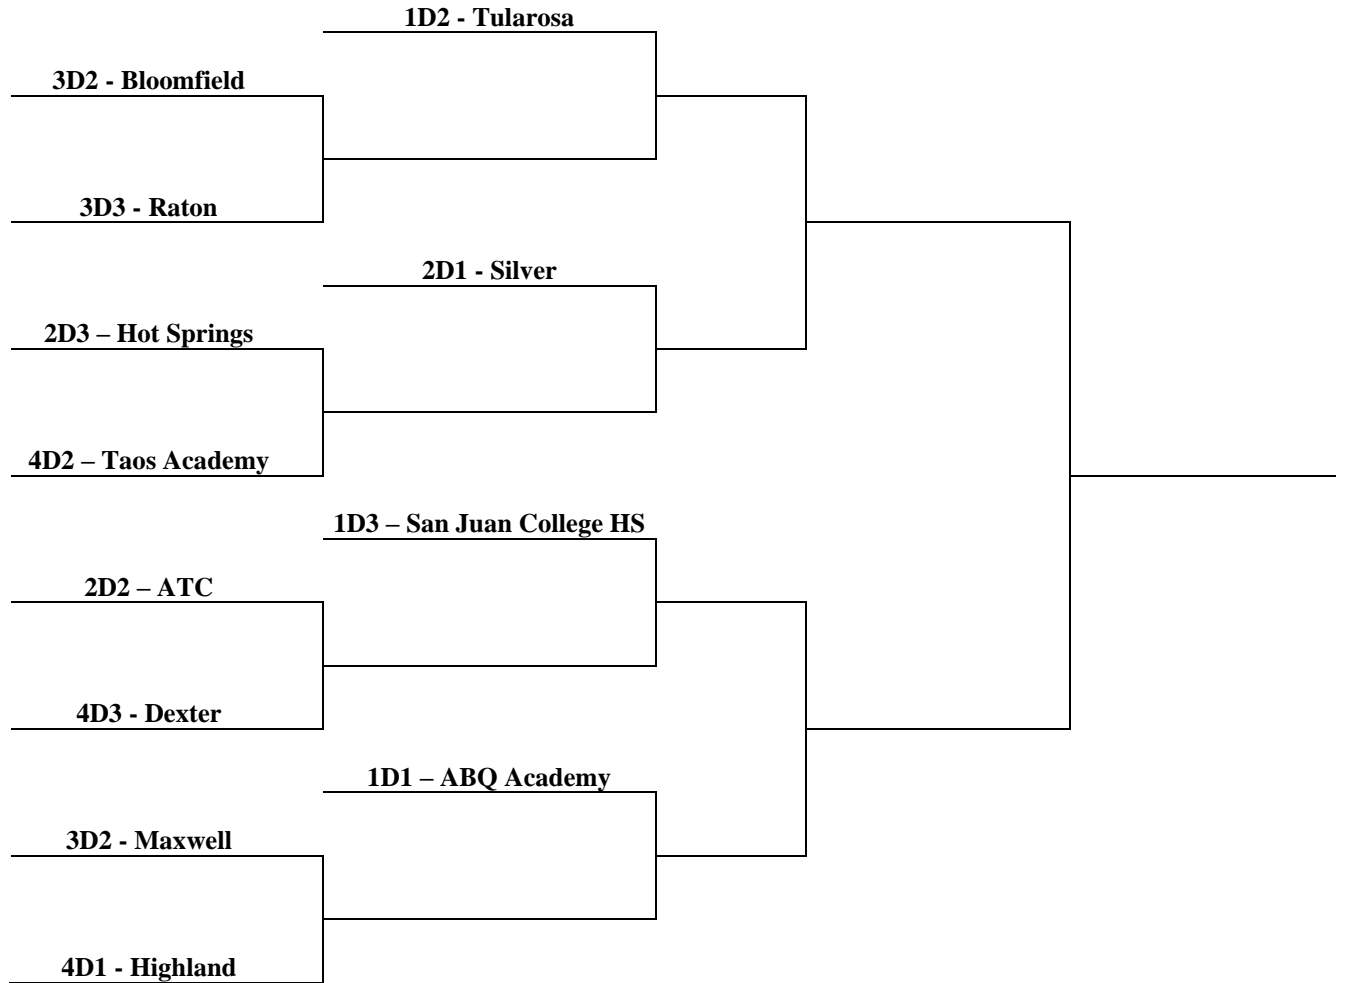 1D2 - Tularosa
3D2 - Bloomfield
3D3 - Raton
2D1 - Silver
2D3 – Hot Springs
4D2 – Taos Academy
1D3 – San Juan College HS
2D2 – ATC
4D3 - Dexter
1D1 – ABQ Academy
3D2 - Maxwell
4D1 - Highland